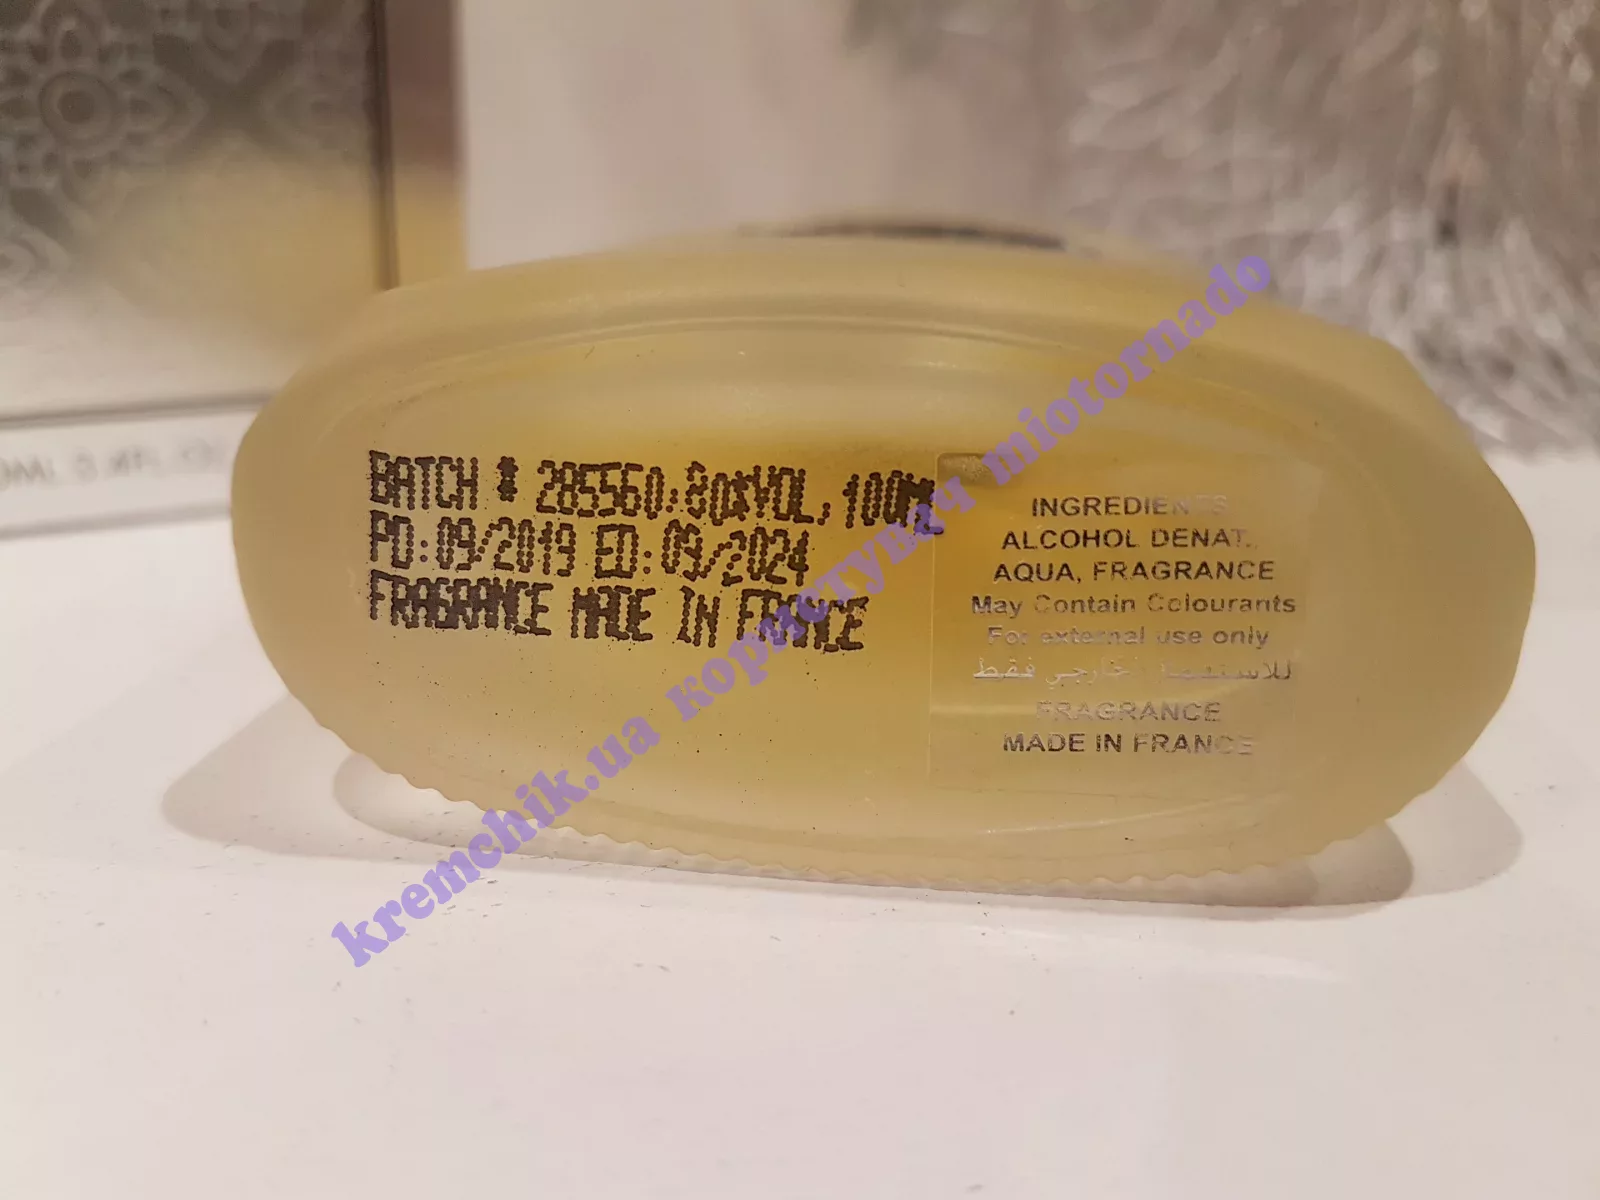 BATCH # 285560:80%VOL. 100ML
PD:09/2019 ED:09/2024
FRAGRANCE MADE IN FRANCE
INGREDIENTS
ALCOHOL DENAT.,
AQUA, FRAGRANCE
May Contain Colourants
For external use only
للاستعمال الخارجي فقط
FRAGRANCE
MADE IN FRANCE
kremchik.ua користувач miotornado